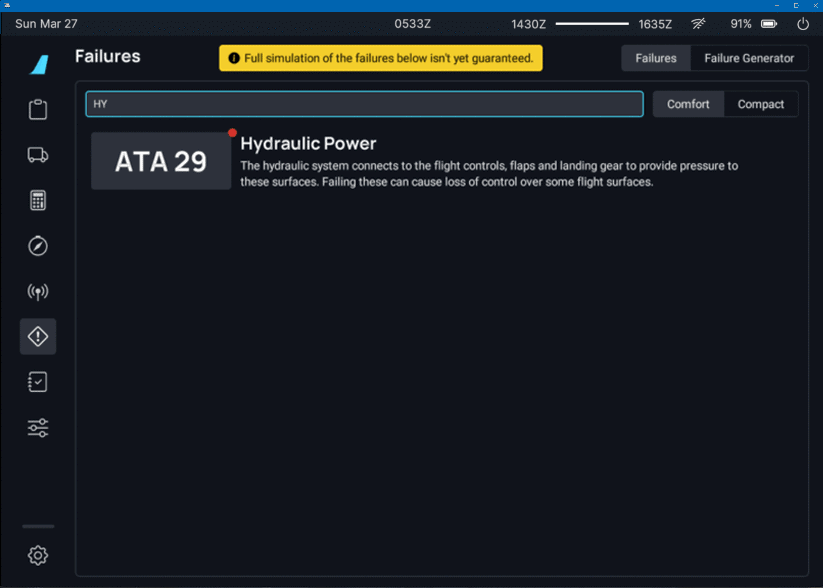 Sun Mar 27 0533Z 1430Z 1635Z 91%
Failures
Full simulation of the failures below isn't yet guaranteed.
Failures Failure Generator
HY
Comfort Compact
ATA 29
Hydraulic Power
The hydraulic system connects to the flight controls, flaps and landing gear to provide pressure to
these surfaces. Failing these can cause loss of control over some flight surfaces.